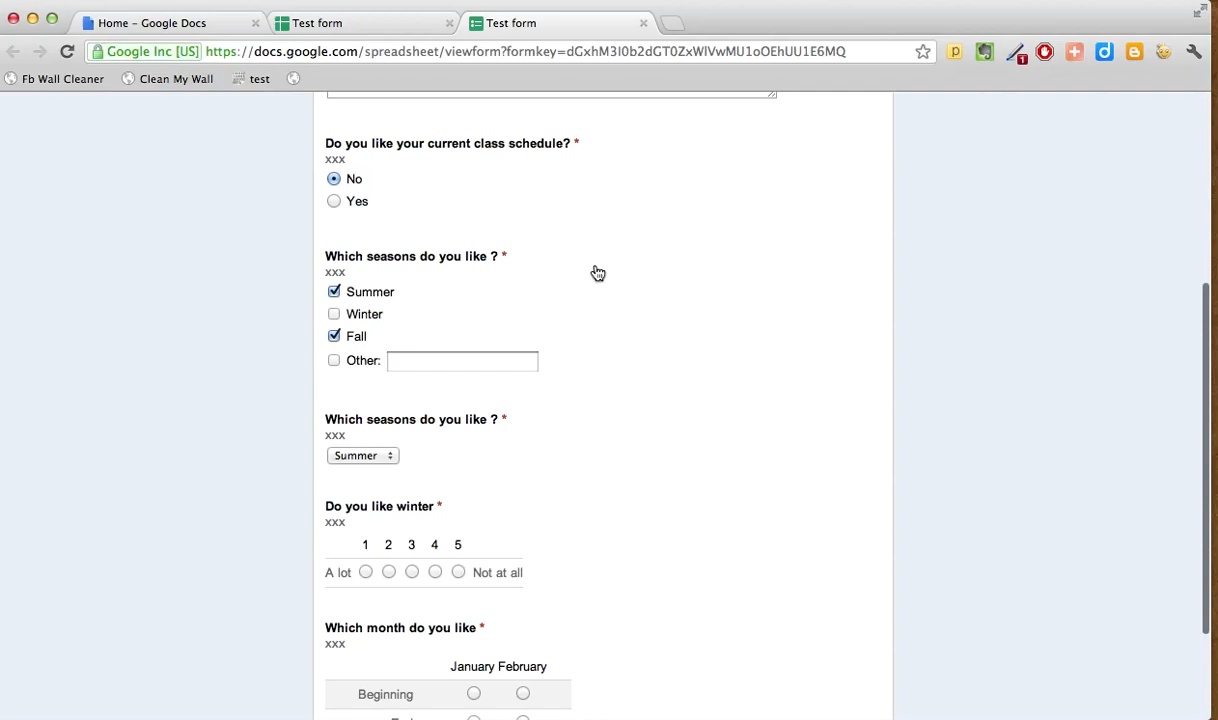 Home - Google Docs
Test form
Test form
Google Inc [US] https://docs.google.com/spreadsheet/viewform?formkey=dGxhM3l0b2dGT0ZxWlVwMU1oOEhUU1E6MQ
Fb Wall Cleaner
Clean My Wall
test
Do you like your current class schedule? *
xxx
No
Yes
Which seasons do you like ? *
xxx
Summer
Winter
Fall
Other:
Which seasons do you like ? *
xxx
Summer
Do you like winter *
xxx
1 2 3 4 5
A lot Not at all
Which month do you like *
xxx
January February
Beginning